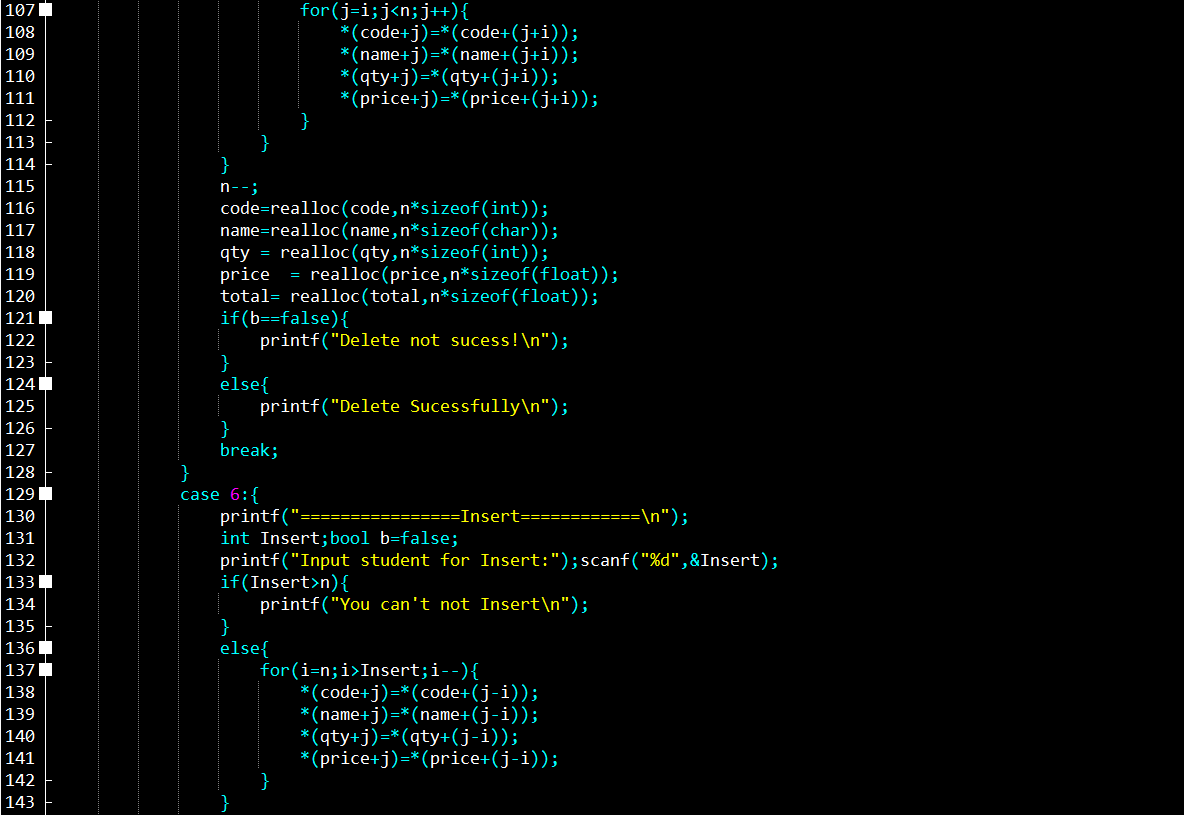 107 for(j=i;j<n;j++){
108 *(code+j)=*(code+(j+i));
109 *(name+j)=*(name+(j+i));
110 *(qty+j)=*(qty+(j+i));
111 *(price+j)=*(price+(j+i));
112 }
113 }
114 }
115 n--;
116 code=realloc(code,n*sizeof(int));
117 name=realloc(name,n*sizeof(char));
118 qty = realloc(qty,n*sizeof(int));
119 price  = realloc(price,n*sizeof(float));
120 total= realloc(total,n*sizeof(float));
121 if(b==false){
122 printf("Delete not sucess!\n");
123 }
124 else{
125 printf("Delete Sucessfully\n");
126 }
127 break;
128 }
129 case 6:{
130 printf("================Insert============\n");
131 int Insert;bool b=false;
132 printf("Input student for Insert:");scanf("%d",&Insert);
133 if(Insert>n){
134 printf("You can't not Insert\n");
135 }
136 else{
137 for(i=n;i>Insert;i--){
138 *(code+j)=*(code+(j-i));
139 *(name+j)=*(name+(j-i));
140 *(qty+j)=*(qty+(j-i));
141 *(price+j)=*(price+(j-i));
142 }
143 }